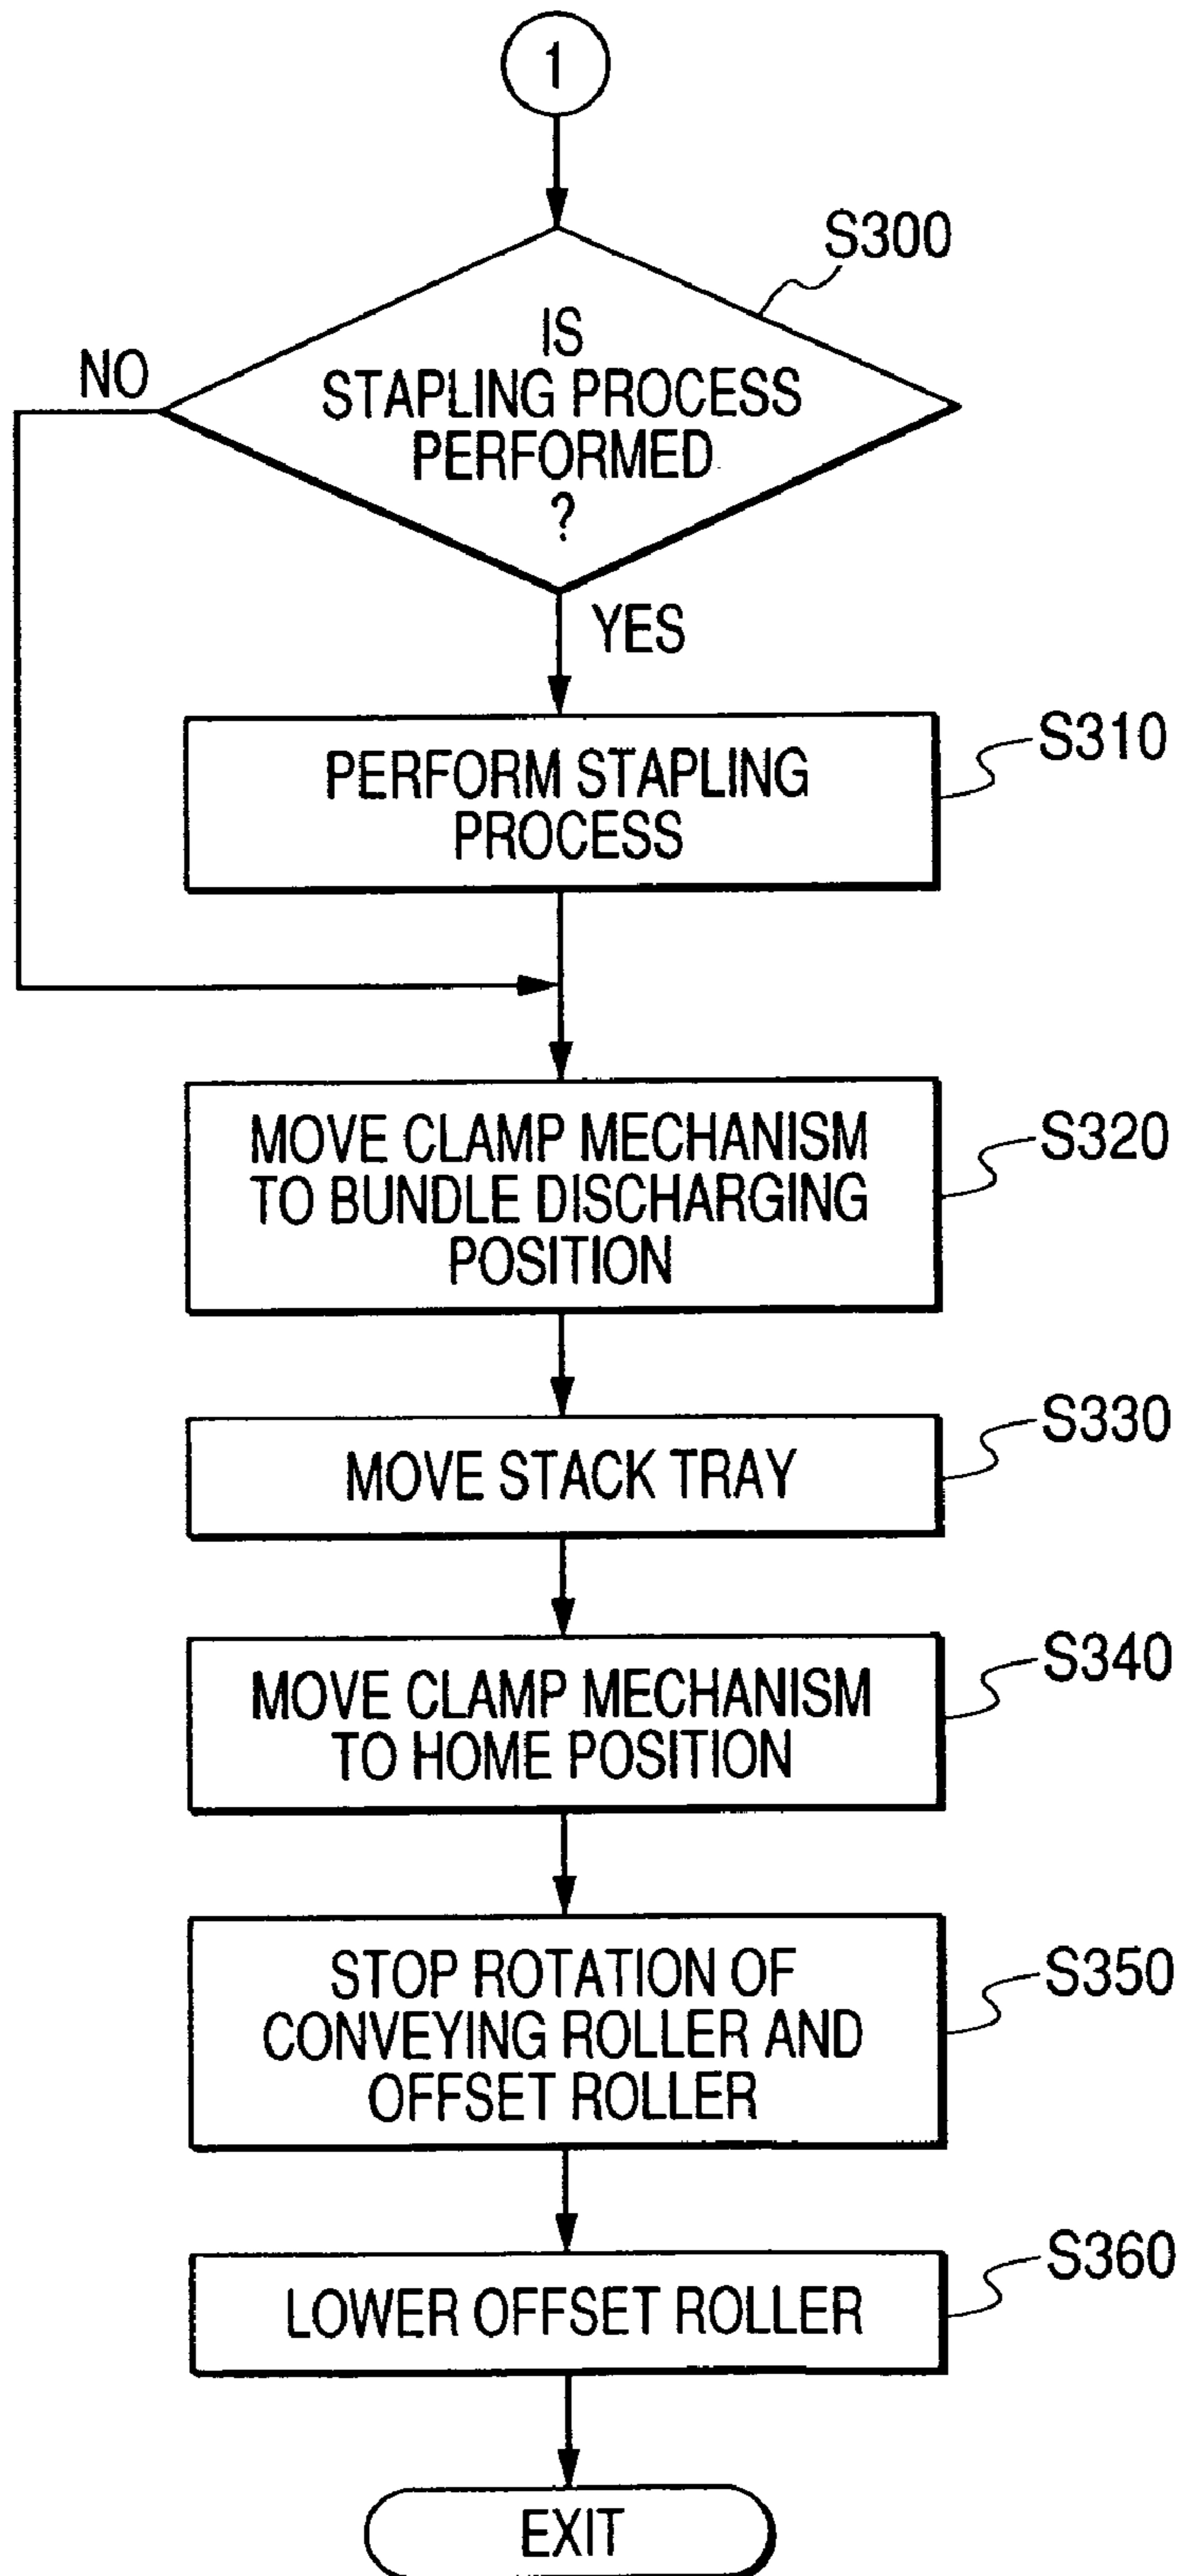 1
S300
IS
STAPLING PROCESS
PERFORMED
?
NO
YES
S310
PERFORM STAPLING
PROCESS
S320
MOVE CLAMP MECHANISM
TO BUNDLE DISCHARGING
POSITION
S330
MOVE STACK TRAY
S340
MOVE CLAMP MECHANISM
TO HOME POSITION
S350
STOP ROTATION OF
CONVEYING ROLLER AND
OFFSET ROLLER
S360
LOWER OFFSET ROLLER
EXIT